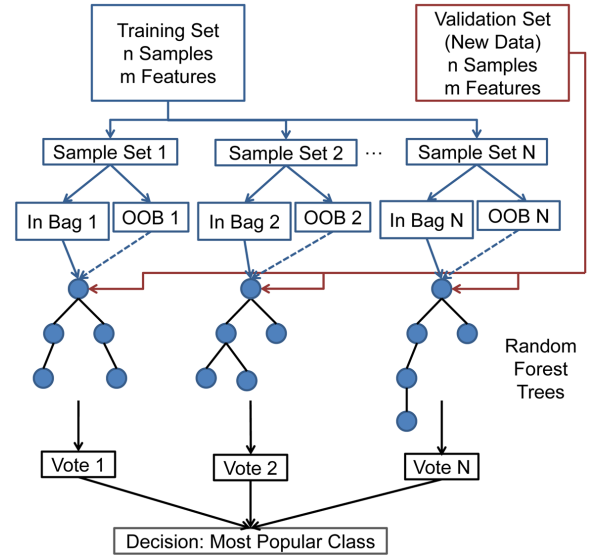 Training Set
n Samples
m Features
Validation Set
(New Data)
n Samples
m Features
Sample Set 1
Sample Set 2
...
Sample Set N
In Bag 1
OOB 1
In Bag 2
OOB 2
In Bag N
OOB N
Random
Forest
Trees
Vote 1
Vote 2
Vote N
Decision: Most Popular Class